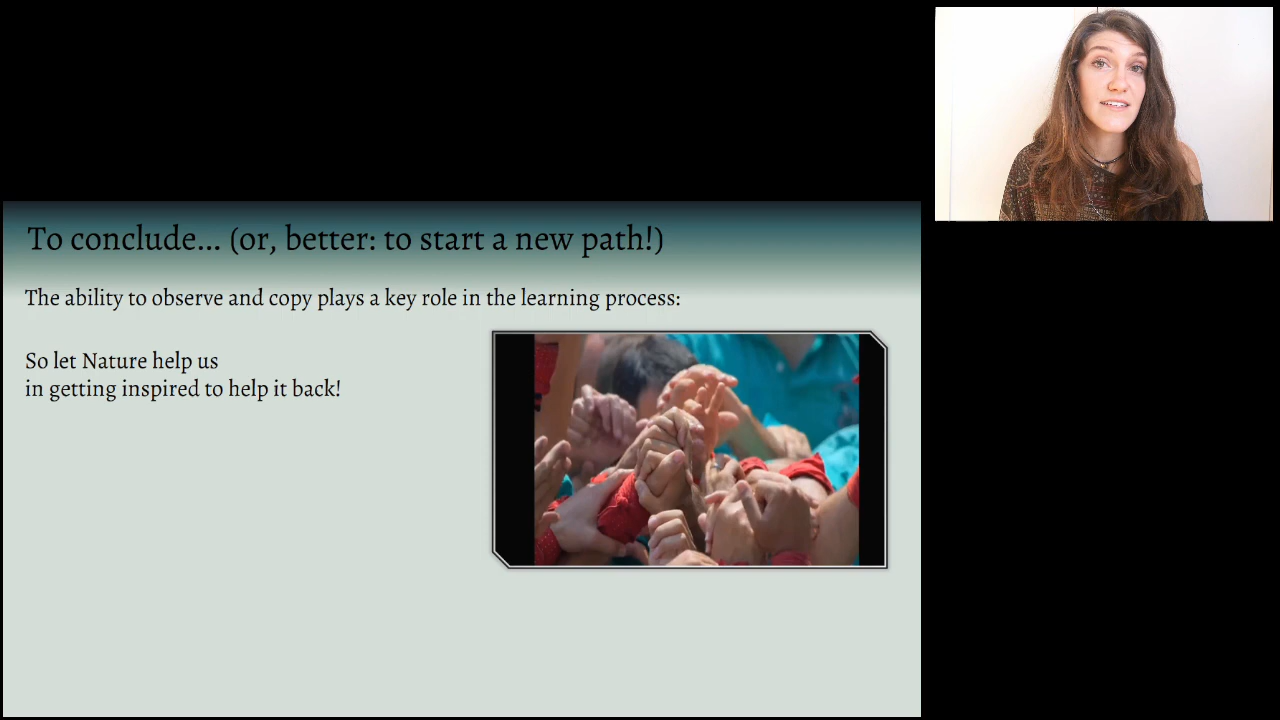 To conclude... (or, better: to start a new path!)
The ability to observe and copy plays a key role in the learning process:
So let Nature help us
in getting inspired to help it back!